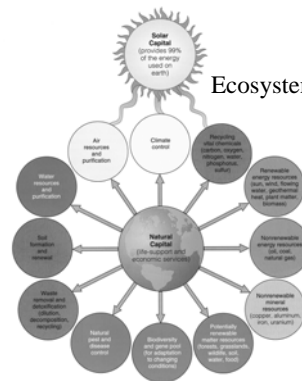 Solar
Capital
(provides 99%
of the energy
used on
earth)
Ecosystem
Air
resources
and
purification
Climate
control
Recycling
vital chemicals
(carbon, oxygen,
nitrogen, water,
phosphorus,
sulfur)
Water
resources
and
purification
Renewable
energy resources
(sun, wind, flowing
water, geothermal
heat, plant matter,
biomass)
Soil
formation
and
renewal
Natural
Capital
(life-support and
economic services)
Nonrenewable
energy resources
(oil, coal,
natural gas)
Waste
removal and
detoxification
(dilution,
decomposition,
recycling)
Nonrenewable
mineral
resources
(copper, aluminum,
iron, uranium)
Natural
pest and
disease
control
Biodiversity
and gene pool
(for adaptation
to changing
conditions)
Potentially
renewable
matter resources
(forests, grasslands,
wildlife, soil,
water, food)